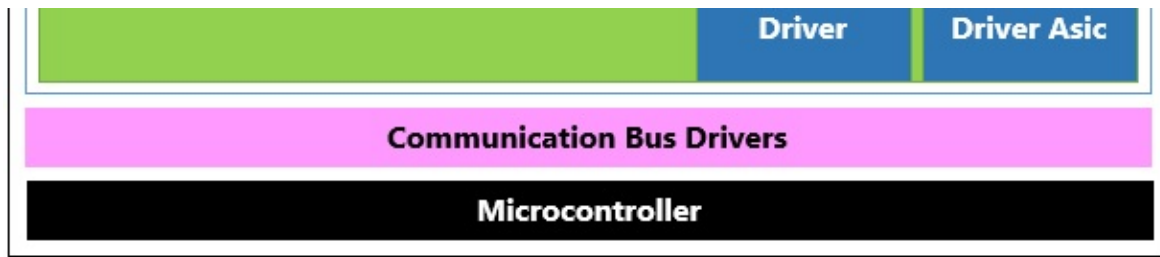 Driver
Driver Asic
Communication Bus Drivers
Microcontroller